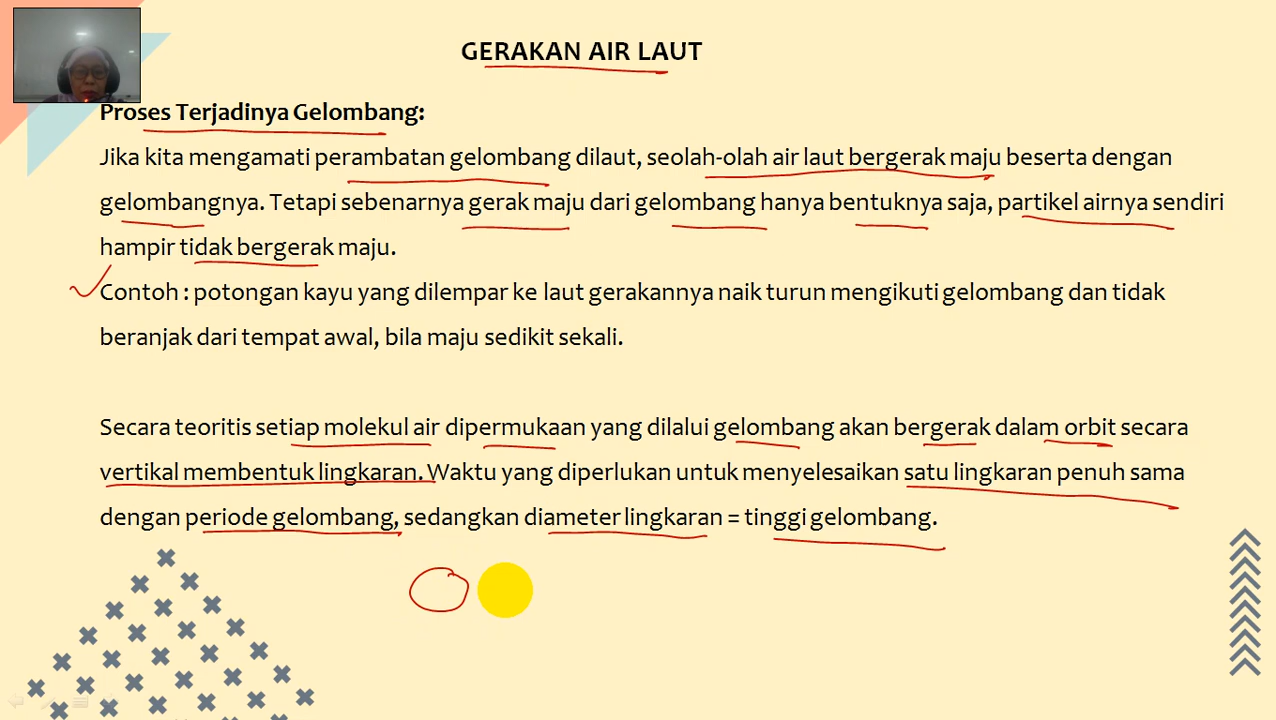 GERAKAN AIR LAUT
Proses Terjadinya Gelombang:
Jika kita mengamati perambatan gelombang dilaut, seolah-olah air laut bergerak maju beserta dengan
gelombangnya. Tetapi sebenarnya gerak maju dari gelombang hanya bentuknya saja, partikel airnya sendiri
hampir tidak bergerak maju.
Contoh : potongan kayu yang dilempar ke laut gerakannya naik turun mengikuti gelombang dan tidak
beranjak dari tempat awal, bila maju sedikit sekali.
Secara teoritis setiap molekul air dipermukaan yang dilalui gelombang akan bergerak dalam orbit secara
vertikal membentuk lingkaran. Waktu yang diperlukan untuk menyelesaikan satu lingkaran penuh sama
dengan periode gelombang, sedangkan diameter lingkaran = tinggi gelombang.